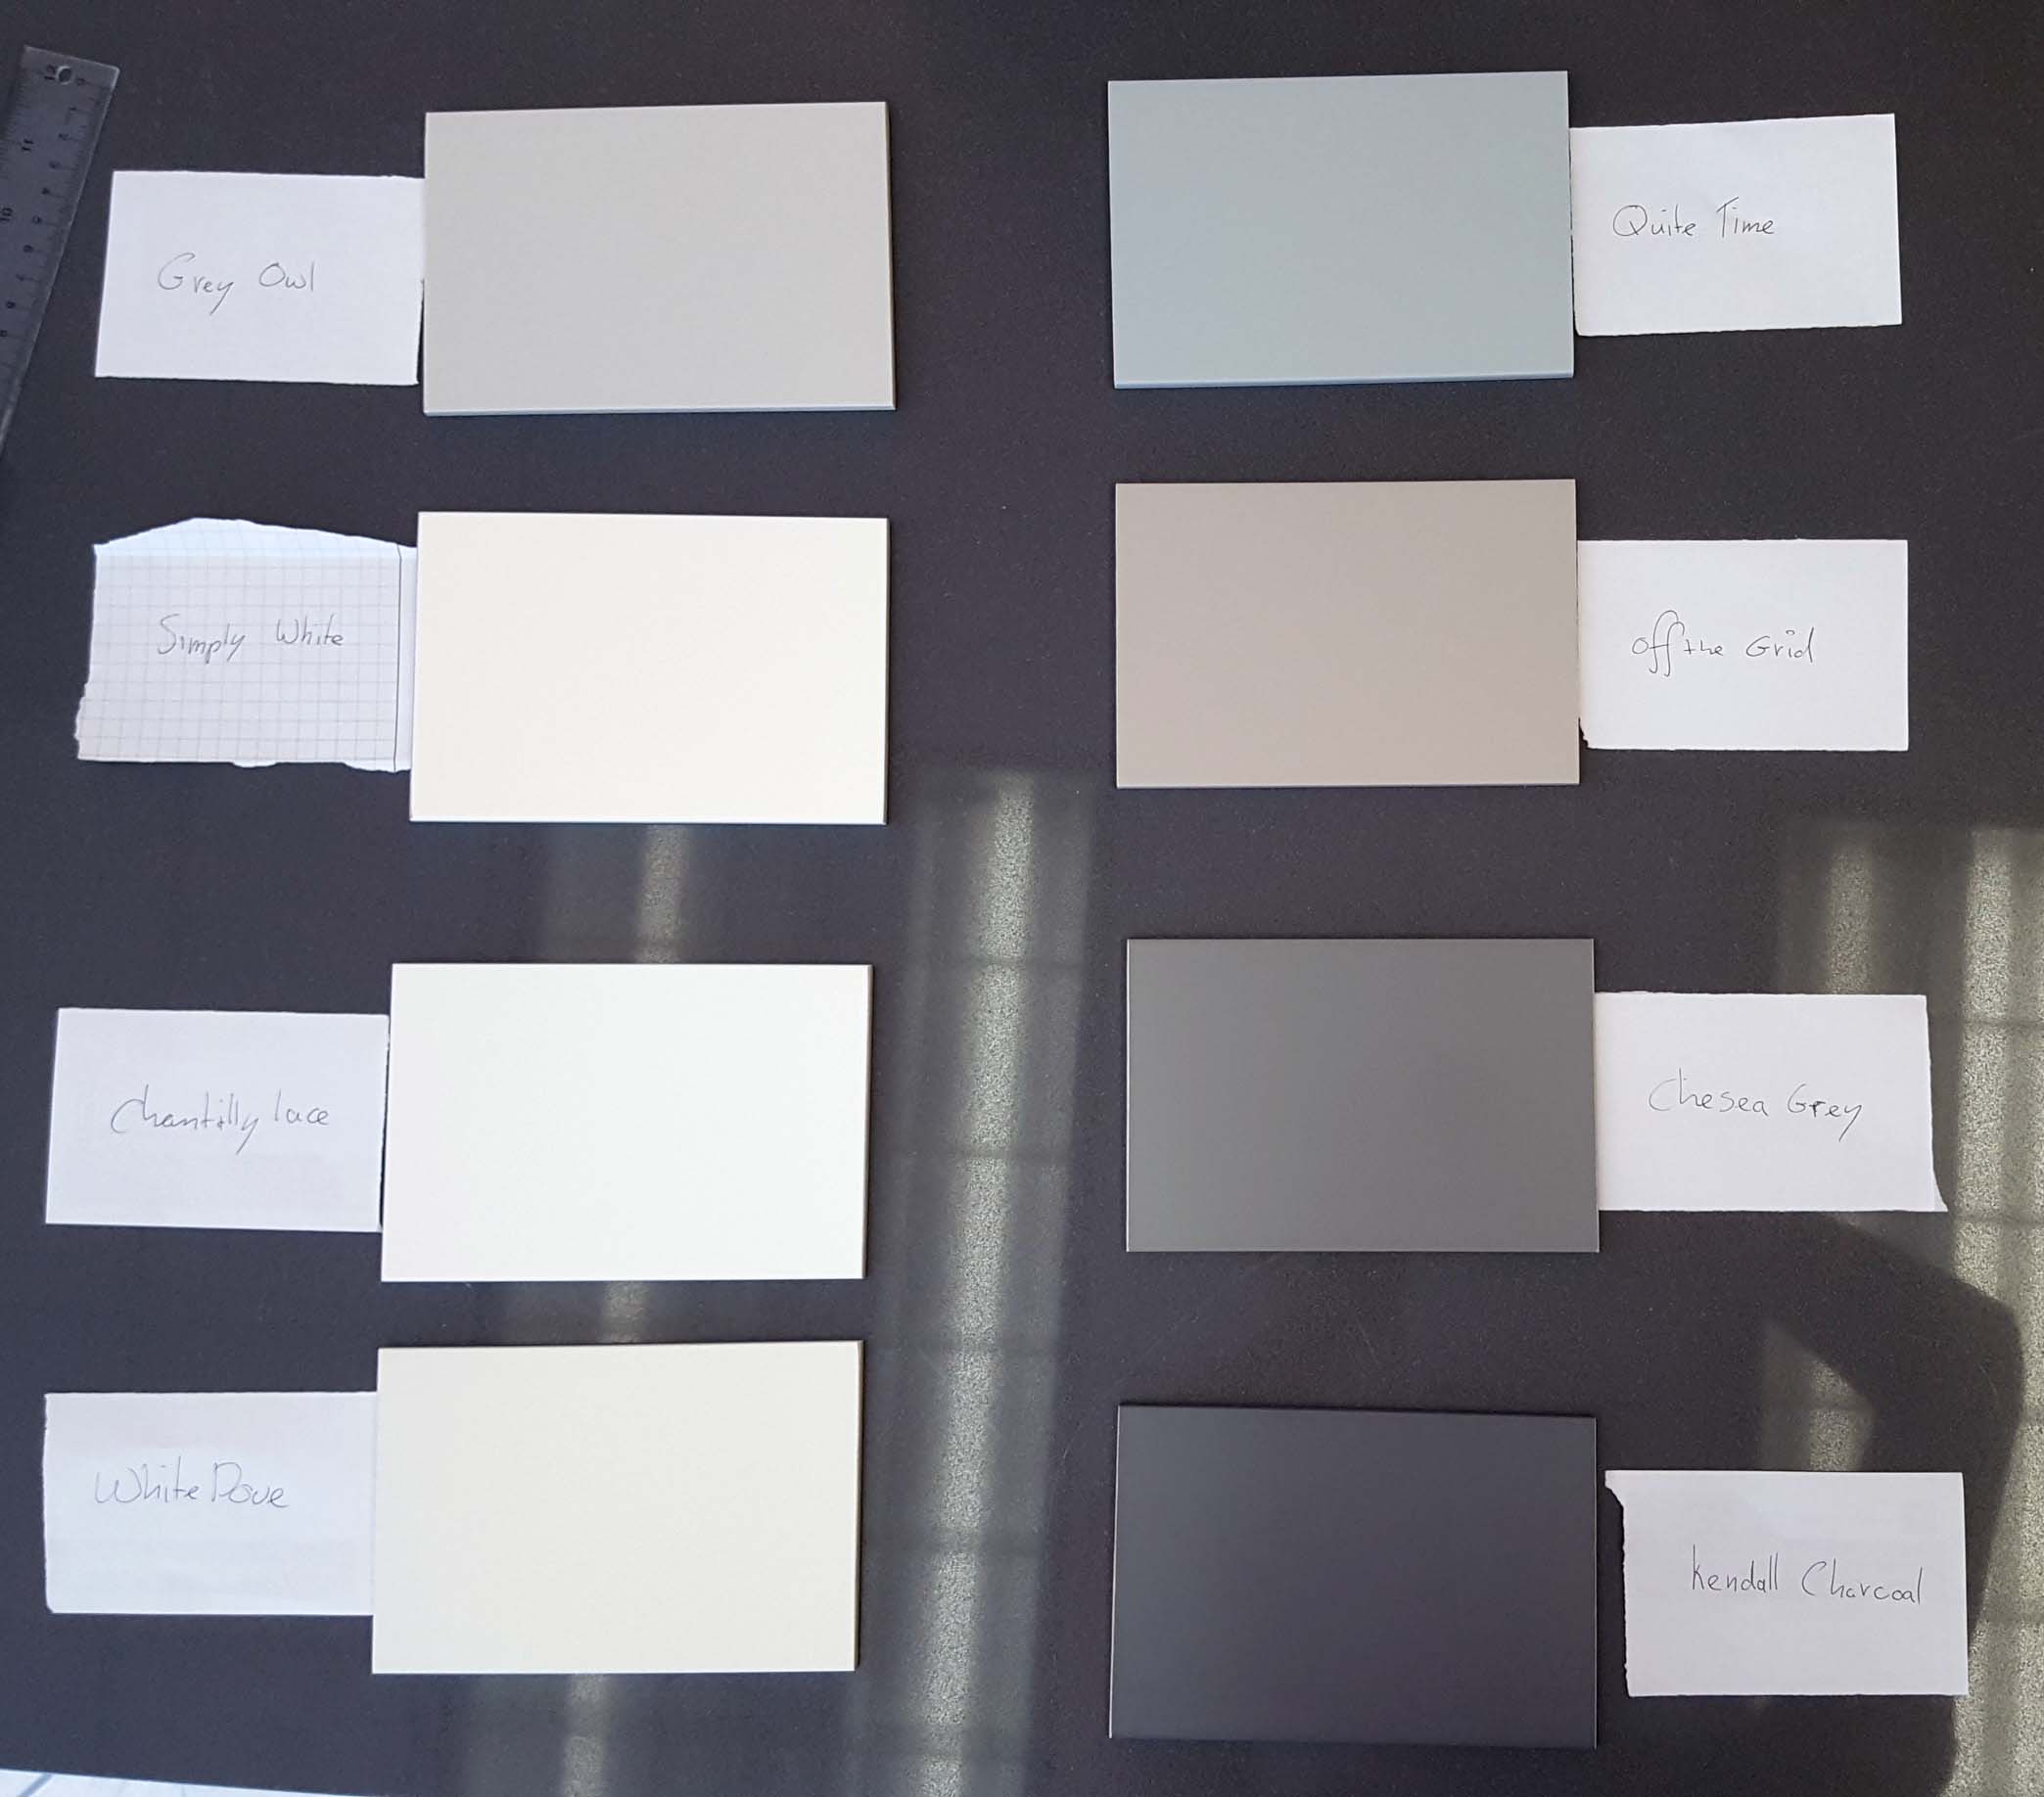 Grey Owl
Quite Time
Simply White
Off the Grid
Chantilly lace
Chesea Grey
White Dove
Kendall Charcoal